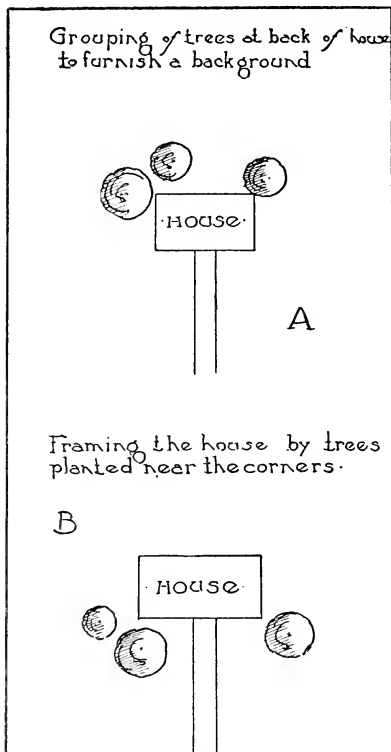 Grouping of trees at back of house
to furnish a background
·HOUSE·
A
Framing the house by trees
planted near the corners.
B
·HOUSE·